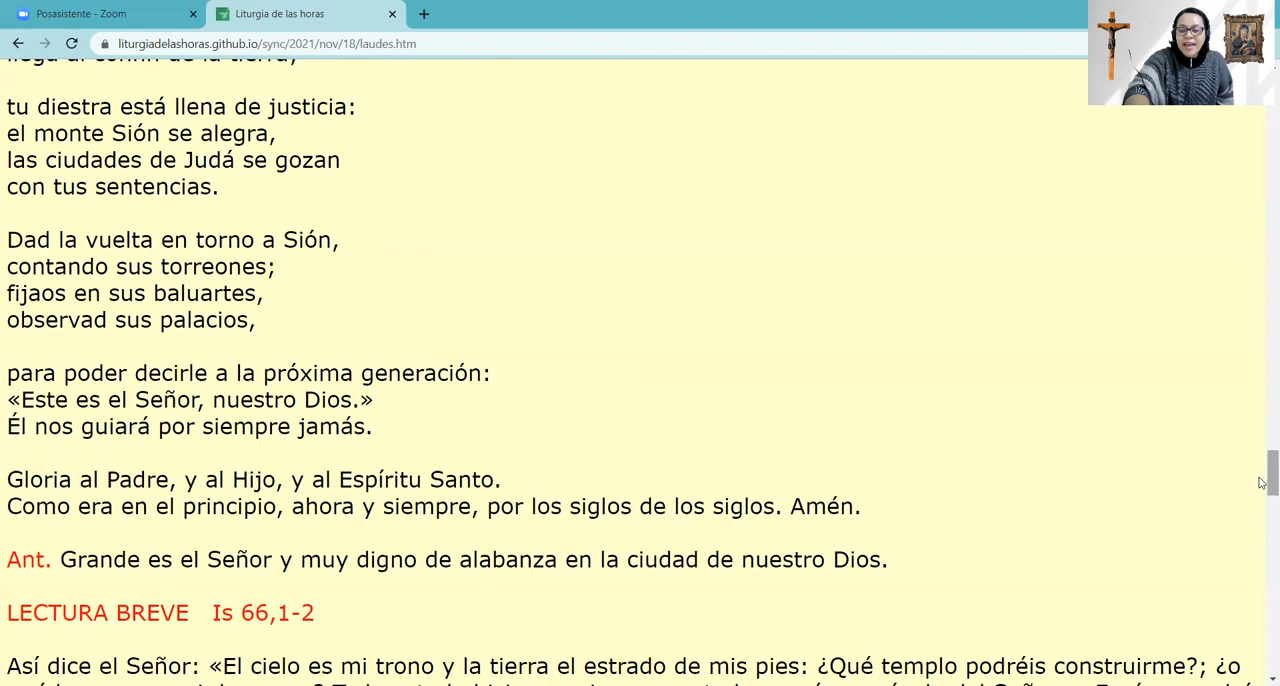 Posasistente - Zoom
Liturgia de las horas
liturgiadelashoras.github.io/sync/2021/nov/18/laudes.htm
llega al confín de la tierra;
tu diestra está llena de justicia:
el monte Sión se alegra,
las ciudades de Judá se gozan
con tus sentencias.
Dad la vuelta en torno a Sión,
contando sus torreones;
fijaos en sus baluartes,
observad sus palacios,
para poder decirle a la próxima generación:
«Este es el Señor, nuestro Dios.»
Él nos guiará por siempre jamás.
Gloria al Padre, y al Hijo, y al Espíritu Santo.
Como era en el principio, ahora y siempre, por los siglos de los siglos. Amén.
Ant. Grande es el Señor y muy digno de alabanza en la ciudad de nuestro Dios.
LECTURA BREVE Is 66,1-2
Así dice el Señor: «El cielo es mi trono y la tierra el estrado de mis pies: ¿Qué templo podréis construirme?; ¿o